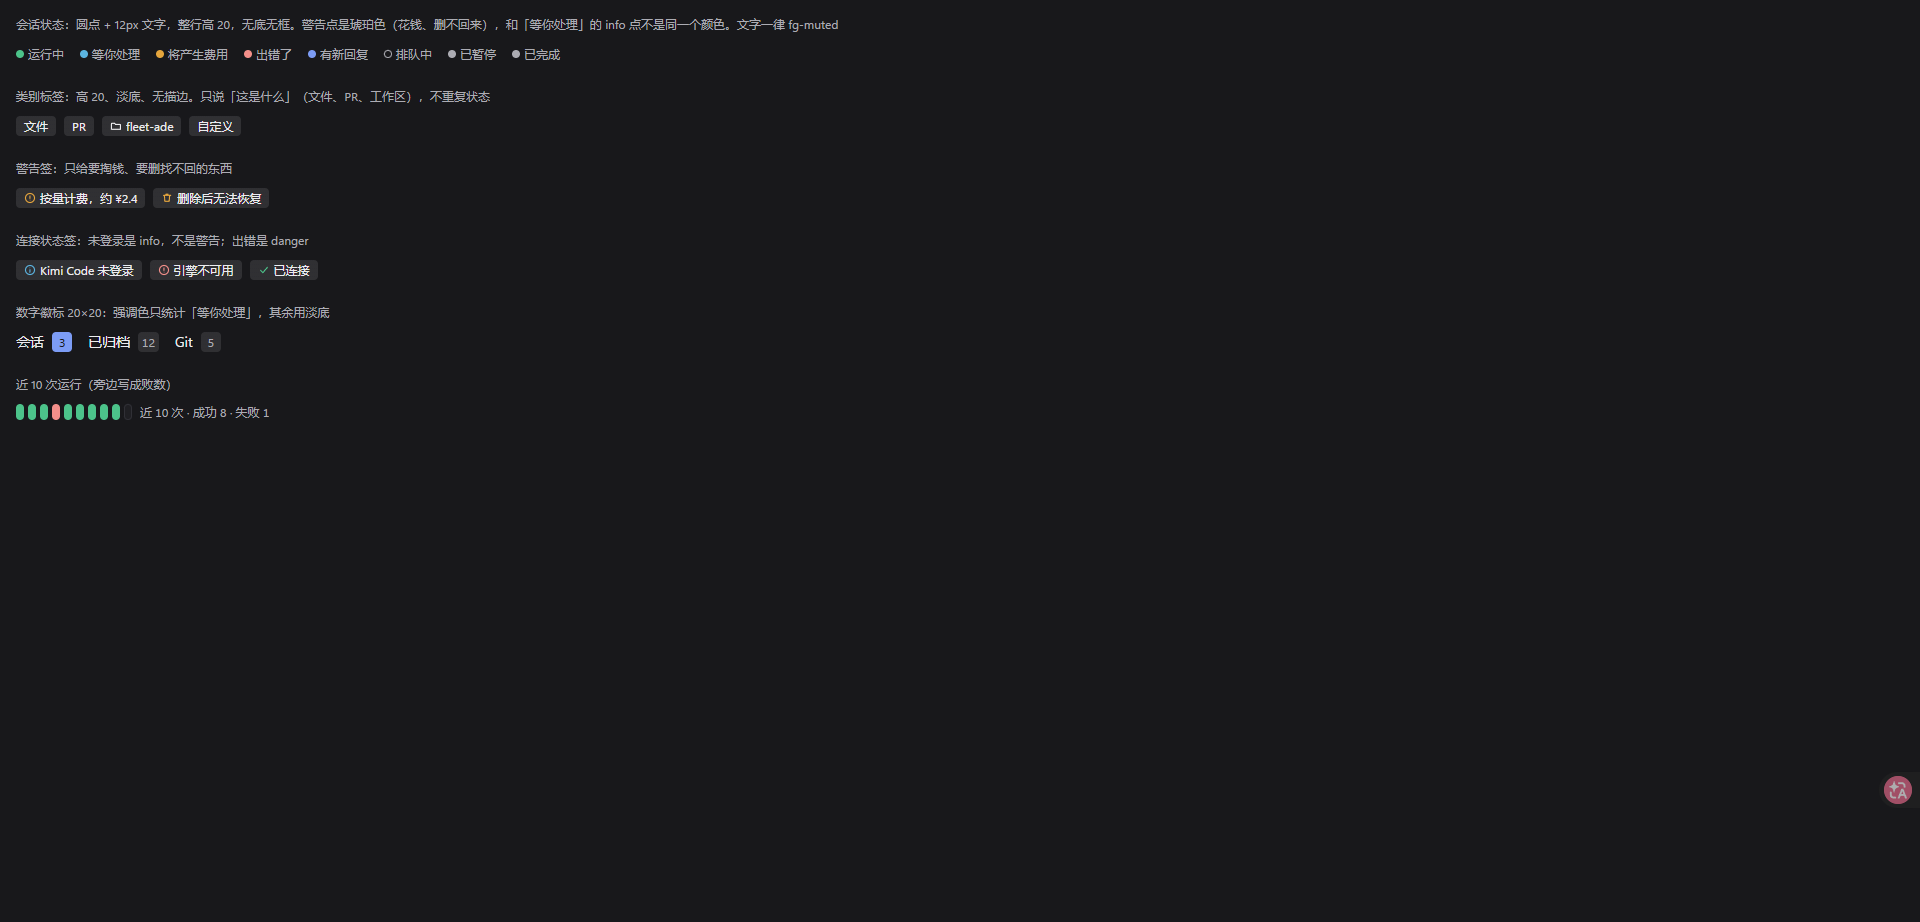 会话状态：圆点 + 12px 文字，整行高 20，无底无框。警告点是琥珀色（花钱、删不回来），和「等你处理」的 info 点不是同一个颜色。文字一律 fg-muted
运行中 等你处理 将产生费用 出错了 有新回复 排队中 已暂停 已完成
类别标签：高 20、淡底、无描边。只说「这是什么」（文件、PR、工作区），不重复状态
文件 PR fleet-ade 自定义
警告签：只给要掏钱、要删找不回的东西
按量计费，约 ¥2.4 删除后无法恢复
连接状态签：未登录是 info，不是警告；出错是 danger
Kimi Code 未登录 引擎不可用 已连接
数字徽标 20×20：强调色只统计「等你处理」，其余用淡底
会话 3 已归档 12 Git 5
近 10 次运行（旁边写成败数）
近 10 次 · 成功 8 · 失败 1